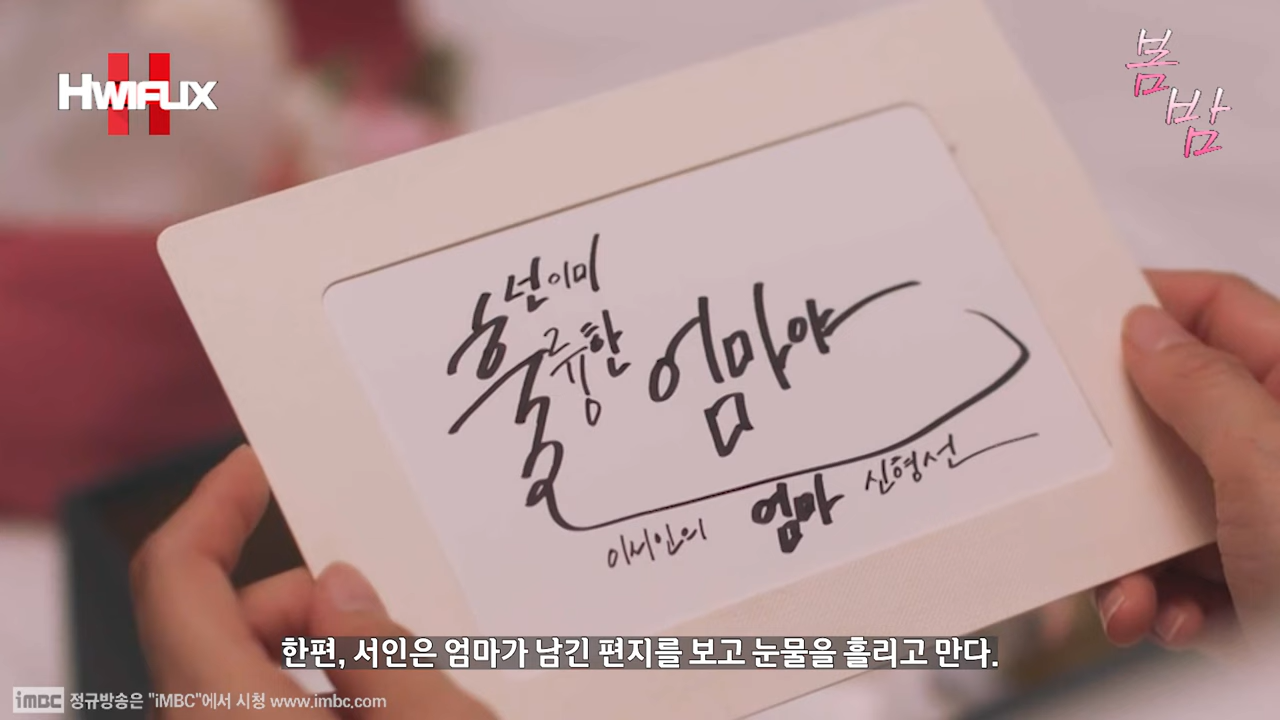 HWIFLIX
봄
밤
넌 이미
훌륭한 엄마야
이서인의 엄마 신형선
한편, 서인은 엄마가 남긴 편지를 보고 눈물을 흘리고 만다.
iMBC 정규방송은 "iMBC"에서 시청 www.imbc.com